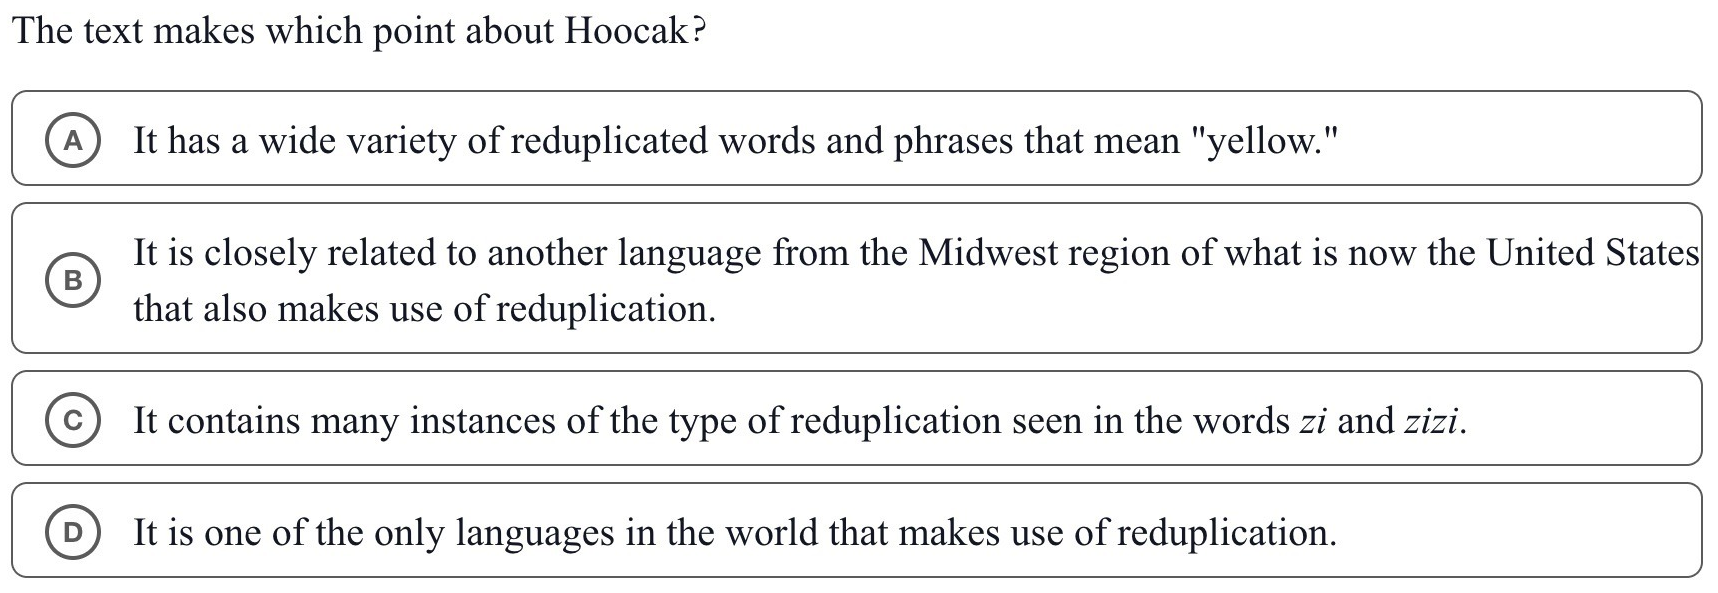 The text makes which point about Hoocak?
A It has a wide variety of reduplicated words and phrases that mean "yellow."
B It is closely related to another language from the Midwest region of what is now the United States
that also makes use of reduplication.
C It contains many instances of the type of reduplication seen in the words zi and zizi.
D It is one of the only languages in the world that makes use of reduplication.